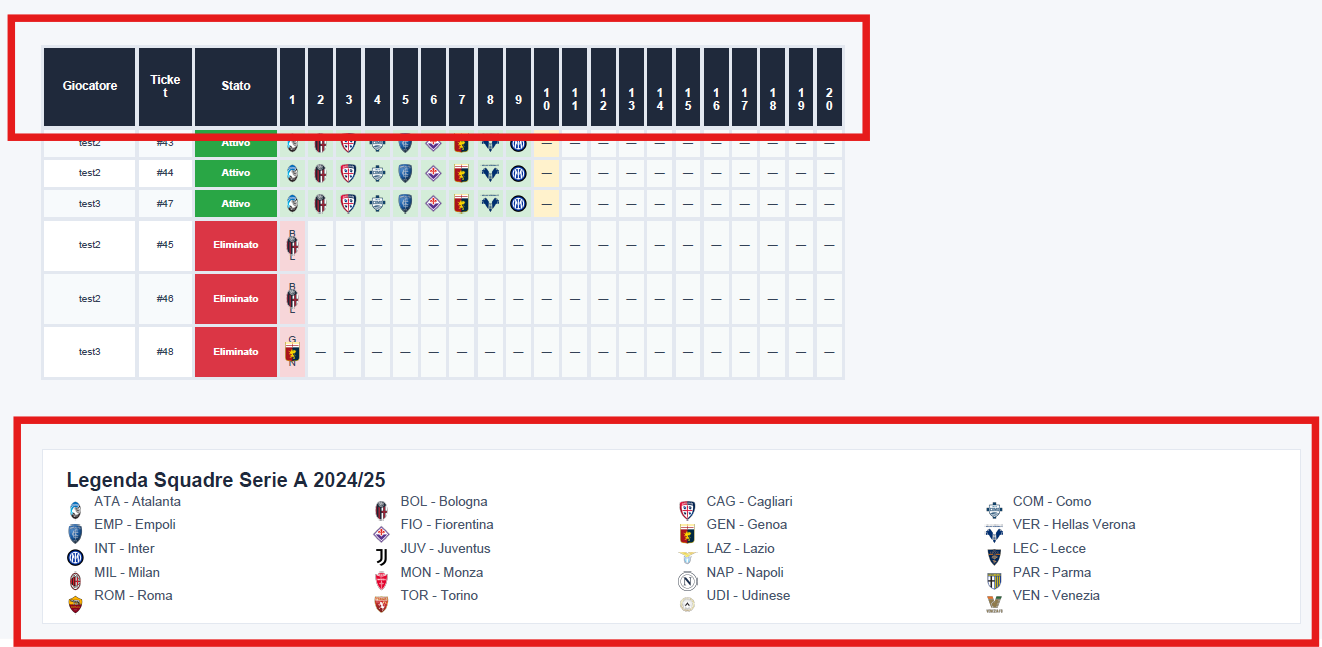 Giocatore Ticket Stato 1 2 3 4 5 6 7 8 9 10 11 12 13 14 15 16 17 18 19 20
test2 #43 Attivo — — — — — — — — — — —
test2 #44 Attivo — — — — — — — — — — —
test3 #47 Attivo — — — — — — — — — — —
test2 #45 Eliminato — — — — — — — — — — — — — — — — — — —
test2 #46 Eliminato — — — — — — — — — — — — — — — — — — —
test3 #48 Eliminato — — — — — — — — — — — — — — — — — — —
Legenda Squadre Serie A 2024/25
ATA - Atalanta BOL - Bologna CAG - Cagliari COM - Como
EMP - Empoli FIO - Fiorentina GEN - Genoa VER - Hellas Verona
INT - Inter JUV - Juventus LAZ - Lazio LEC - Lecce
MIL - Milan MON - Monza NAP - Napoli PAR - Parma
ROM - Roma TOR - Torino UDI - Udinese VEN - Venezia